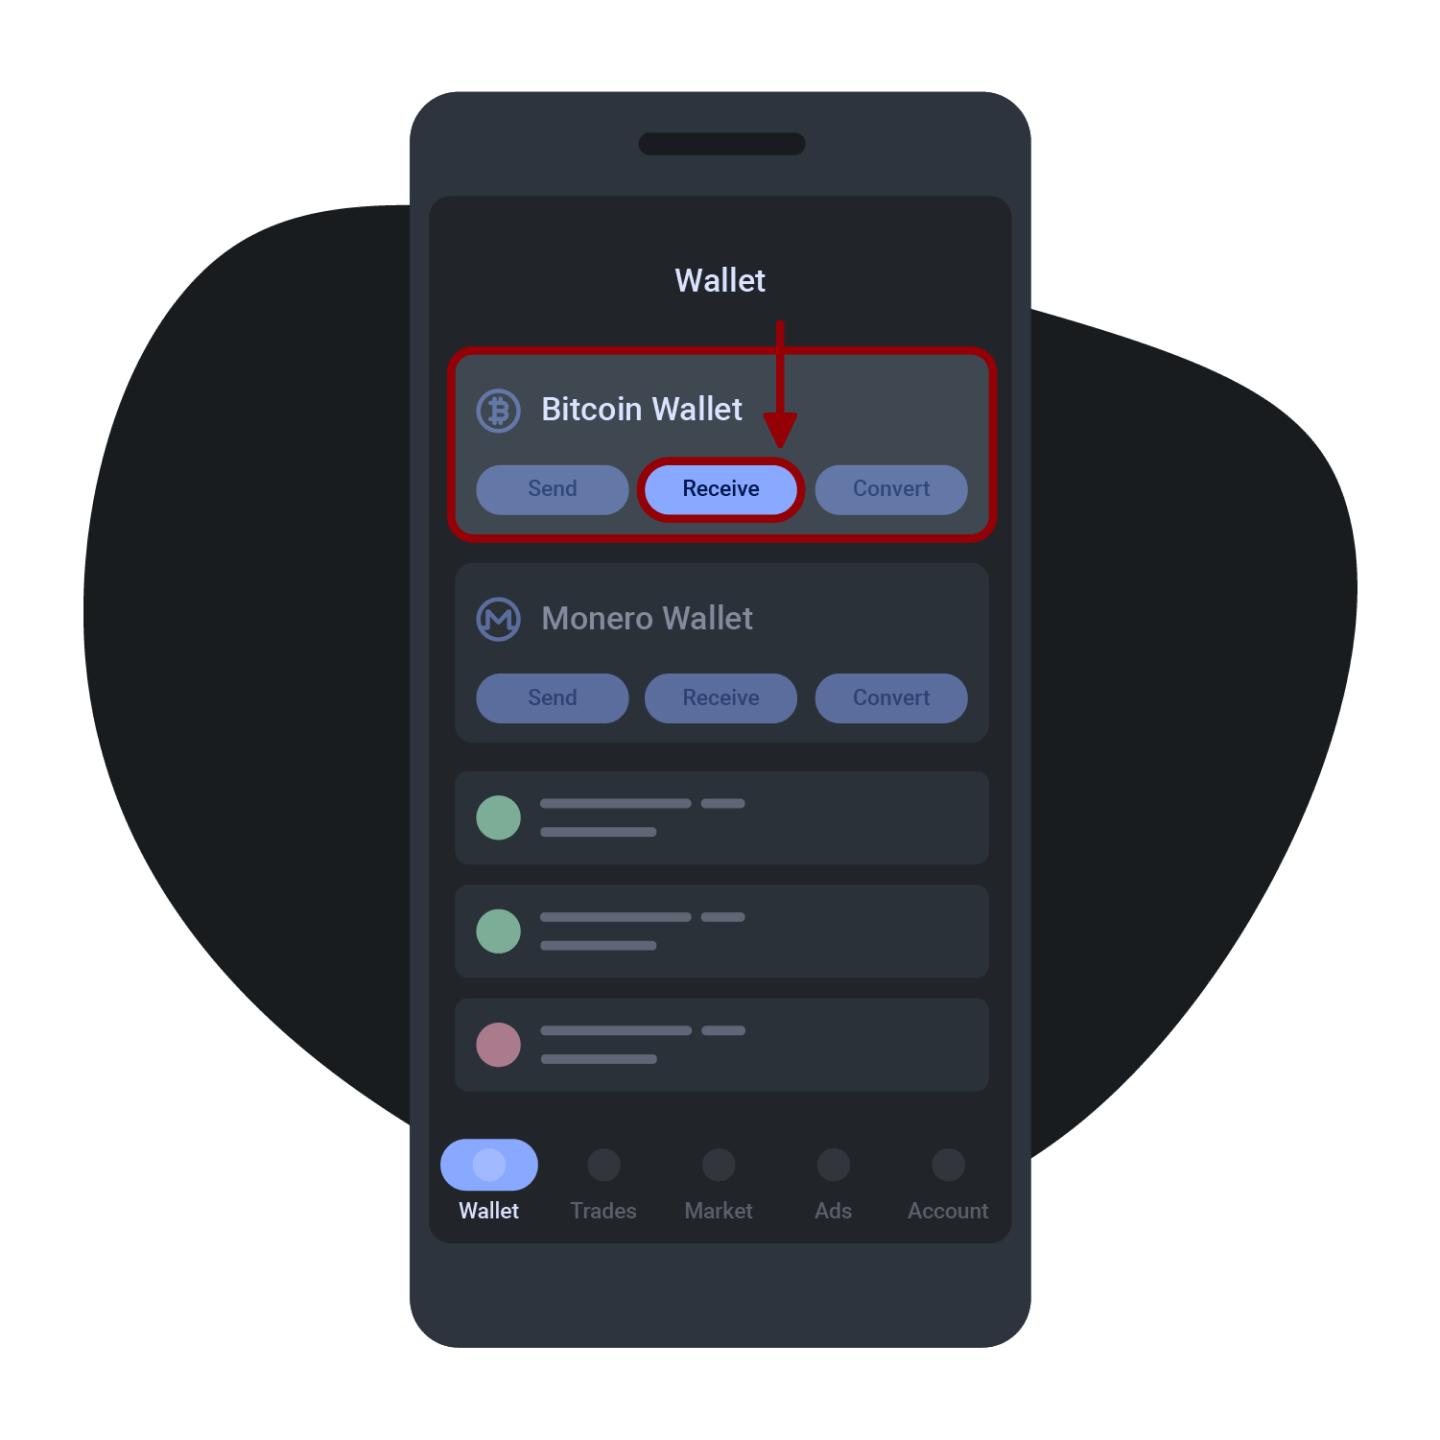 Wallet
Bitcoin Wallet
Send Receive Convert
Monero Wallet
Send Receive Convert
Wallet Trades Market Ads Account